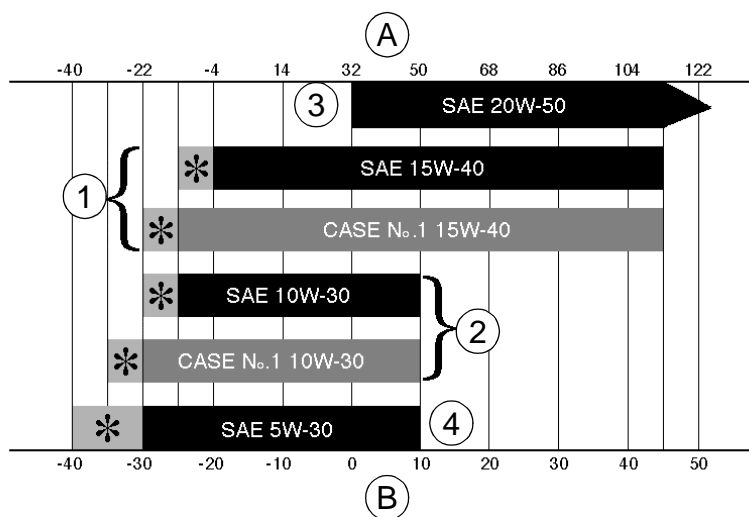 A
-40 -22 -4 14 32 50 68 86 104 122
3 SAE 20W-50
1 * SAE 15W-40
* CASE No.1 15W-40
* SAE 10W-30
2
* CASE No.1 10W-30
* SAE 5W-30 4
-40 -30 -20 -10 0 10 20 30 40 50
B